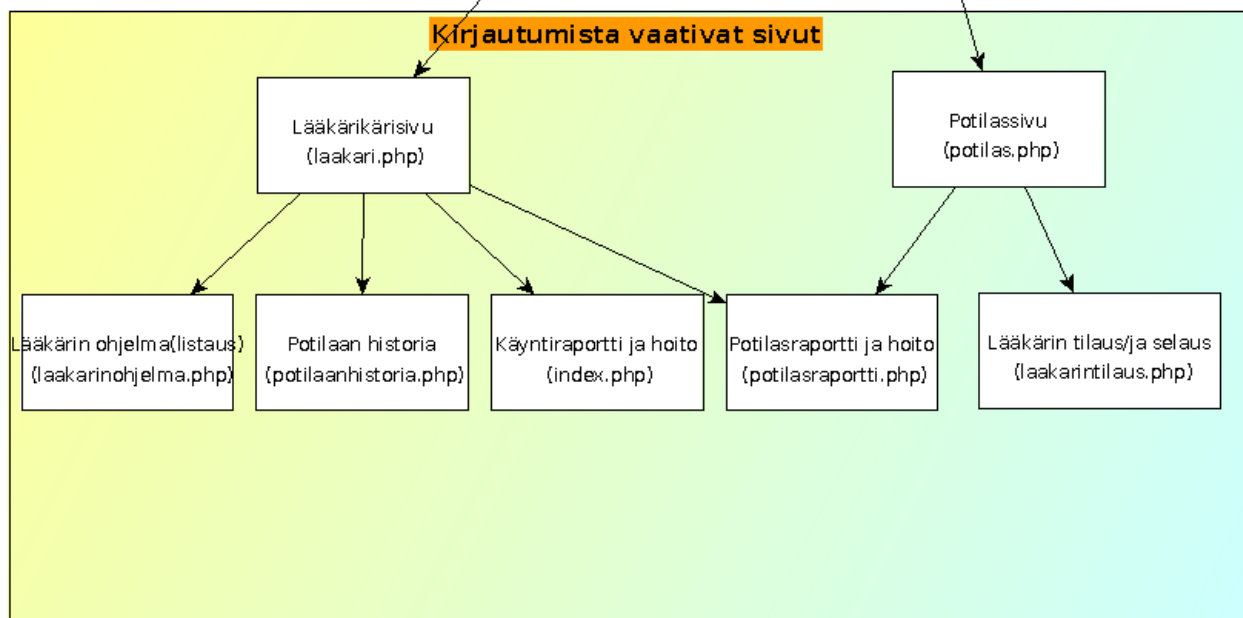 Kirjautumista vaativat sivut
Lääkärikärisivu
(laakari.php)
Potilassivu
(potilas.php)
Lääkärin ohjelma(listaus)
(laakarinohjelma.php)
Potilaan historia
(potilaanhistoria.php)
Käyntiraportti ja hoito
(index.php)
Potilasraportti ja hoito
(potilasraportti.php)
Lääkärin tilaus/ja selaus
(laakarintilaus.php)